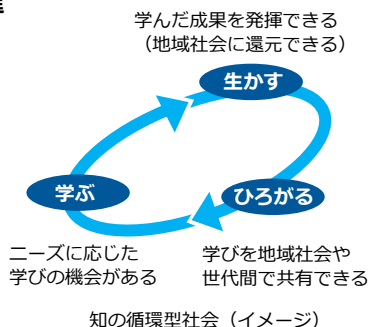 学んだ成果を発揮できる
（地域社会に還元できる）
生かす
学ぶ
ひろがる
ニーズに応じた
学びの機会がある
学びを地域社会や
世代間で共有できる
知の循環型社会（イメージ）